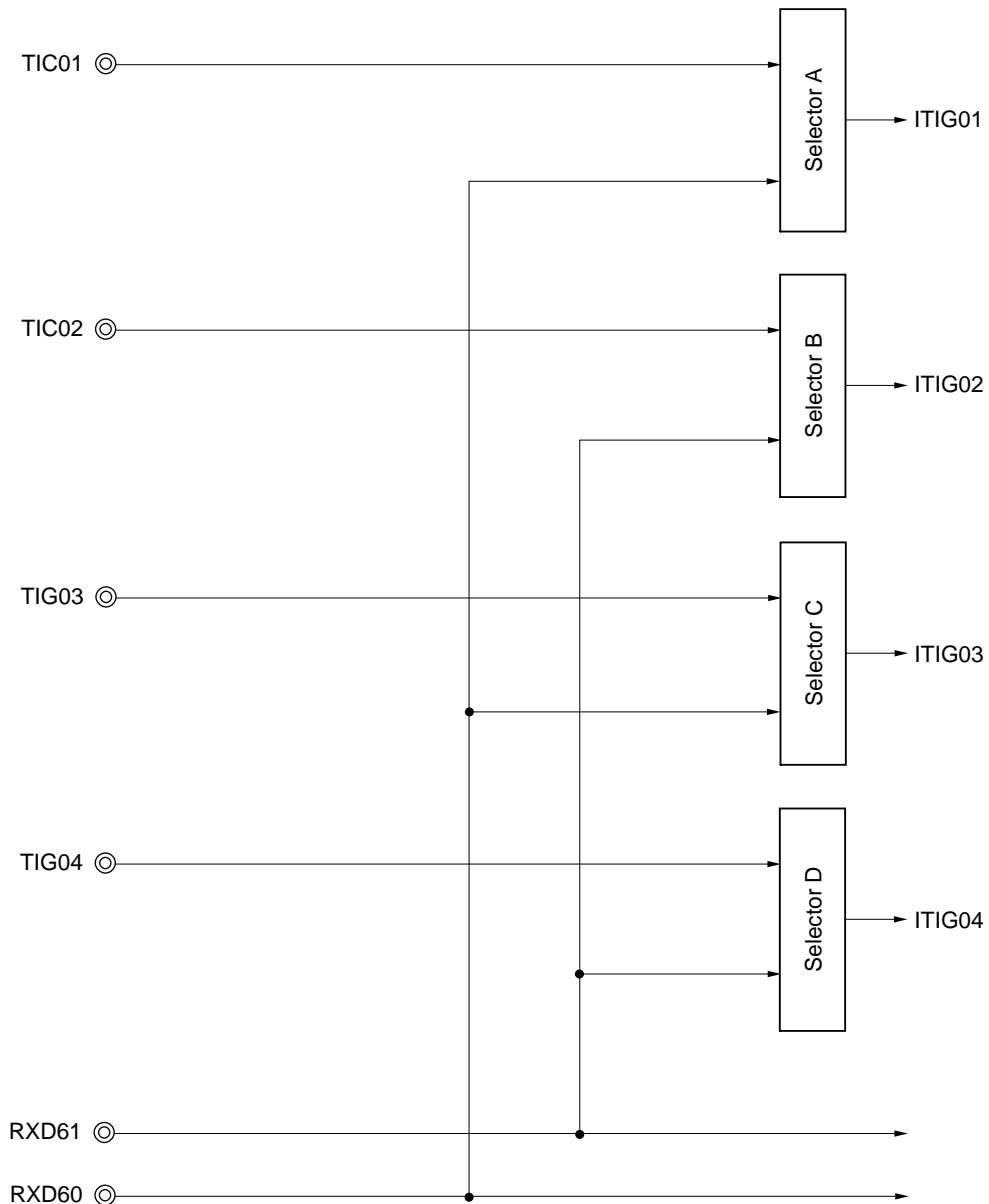 TIC01
Selector A
ITIG01
TIC02
Selector B
ITIG02
TIG03
Selector C
ITIG03
TIG04
Selector D
ITIG04
RXD61
RXD60